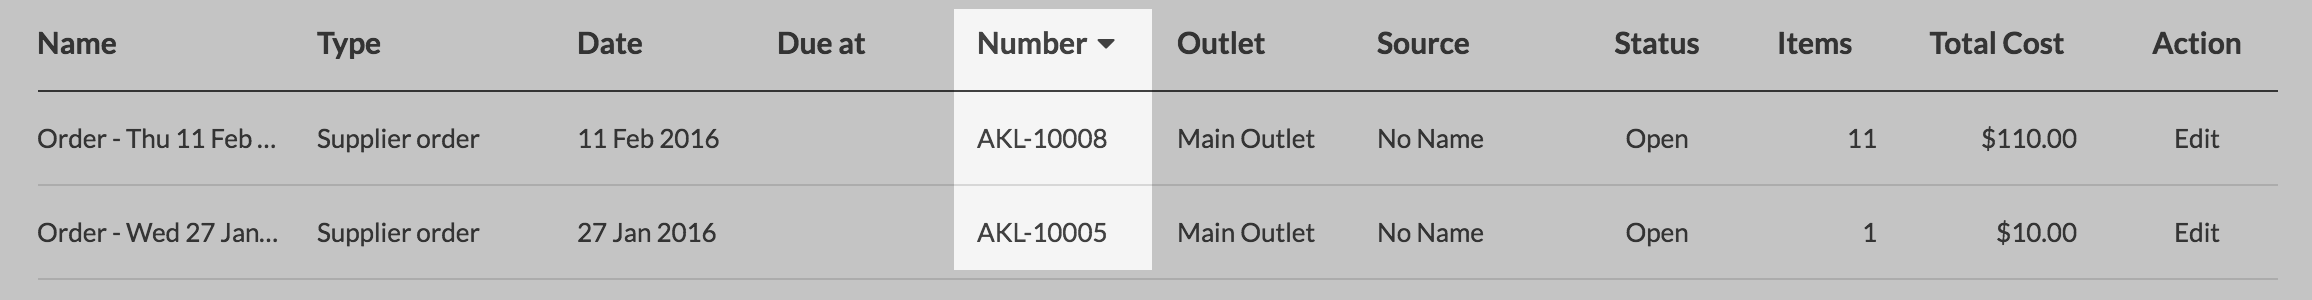 Name Type Date Due at Number Outlet Source Status Items Total Cost Action
Order - Thu 11 Feb ... Supplier order 11 Feb 2016 AKL-10008 Main Outlet No Name Open 11 $110.00 Edit
Order - Wed 27 Jan... Supplier order 27 Jan 2016 AKL-10005 Main Outlet No Name Open 1 $10.00 Edit